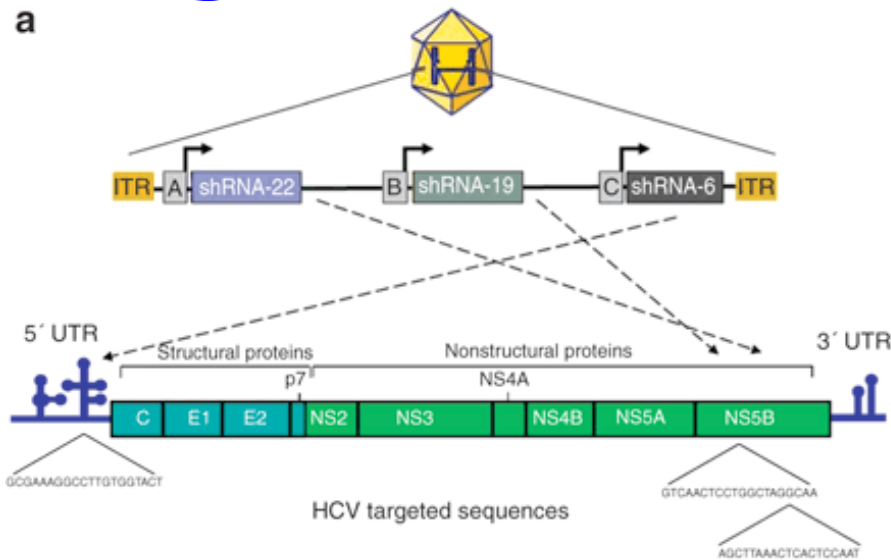 a
ITR A shRNA-22 B shRNA-19 C shRNA-6 ITR
5´ UTR
3´ UTR
Structural proteins Nonstructural proteins
p7 NS4A
C E1 E2 NS2 NS3 NS4B NS5A NS5B
GCGAAAGGCCTTGTGGTACT
GTCAACTCCTGGCTAGGCAA
HCV targeted sequences
AGCTTAAACTCACTCCAAT